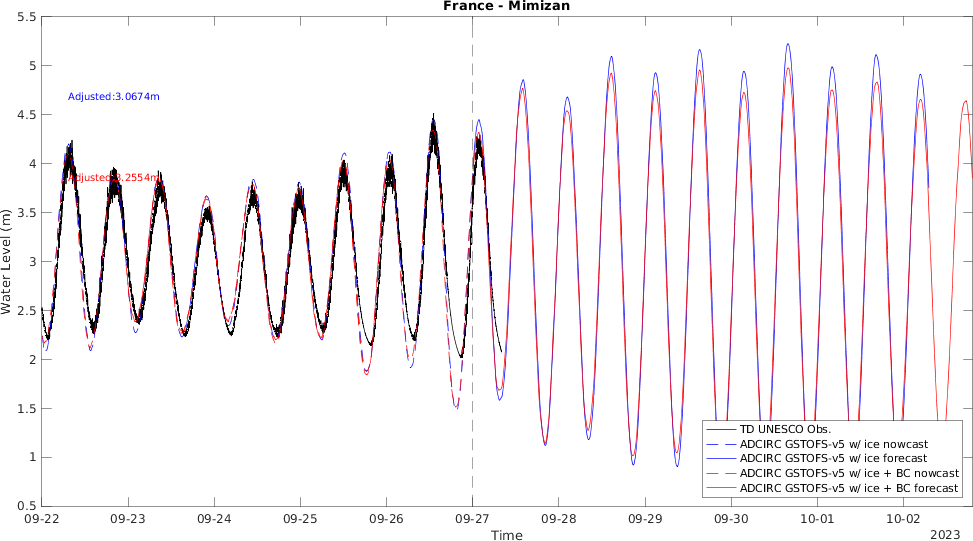 France - Mimizan
5.5
5
4.5
4
3.5
3
2.5
2
1.5
1
0.5
Water Level (m)
Adjusted:3.0674m
Adjusted:3.2554m
TD UNESCO Obs.
ADCIRC GSTOFS-v5 w/ ice nowcast
ADCIRC GSTOFS-v5 w/ ice forecast
ADCIRC GSTOFS-v5 w/ ice + BC nowcast
ADCIRC GSTOFS-v5 w/ ice + BC forecast
09-22 09-23 09-24 09-25 09-26 09-27 09-28 09-29 09-30 10-01 10-02
Time
2023